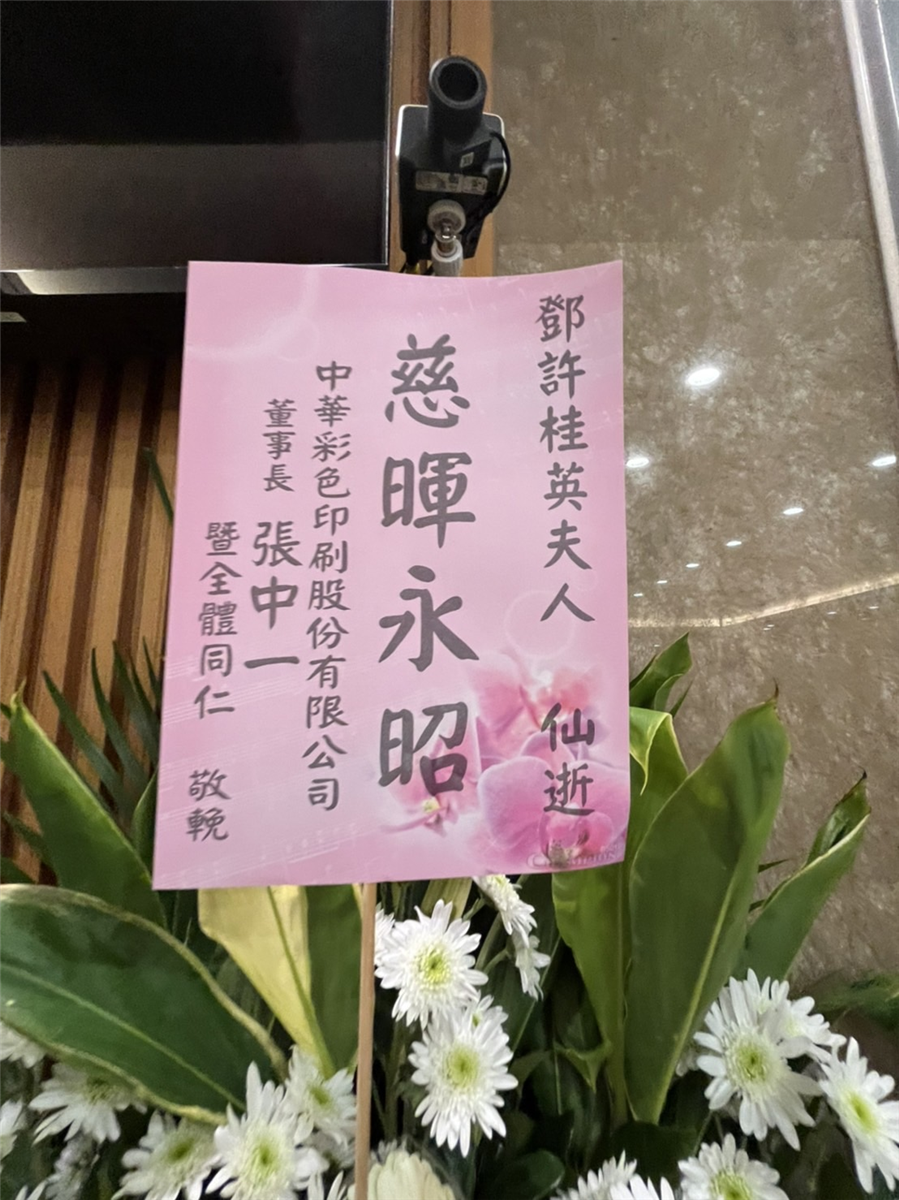 鄧許桂英夫人 仙逝
慈暉永昭
中華彩色印刷股份有限公司
董事長 張中一
暨全體同仁 敬輓